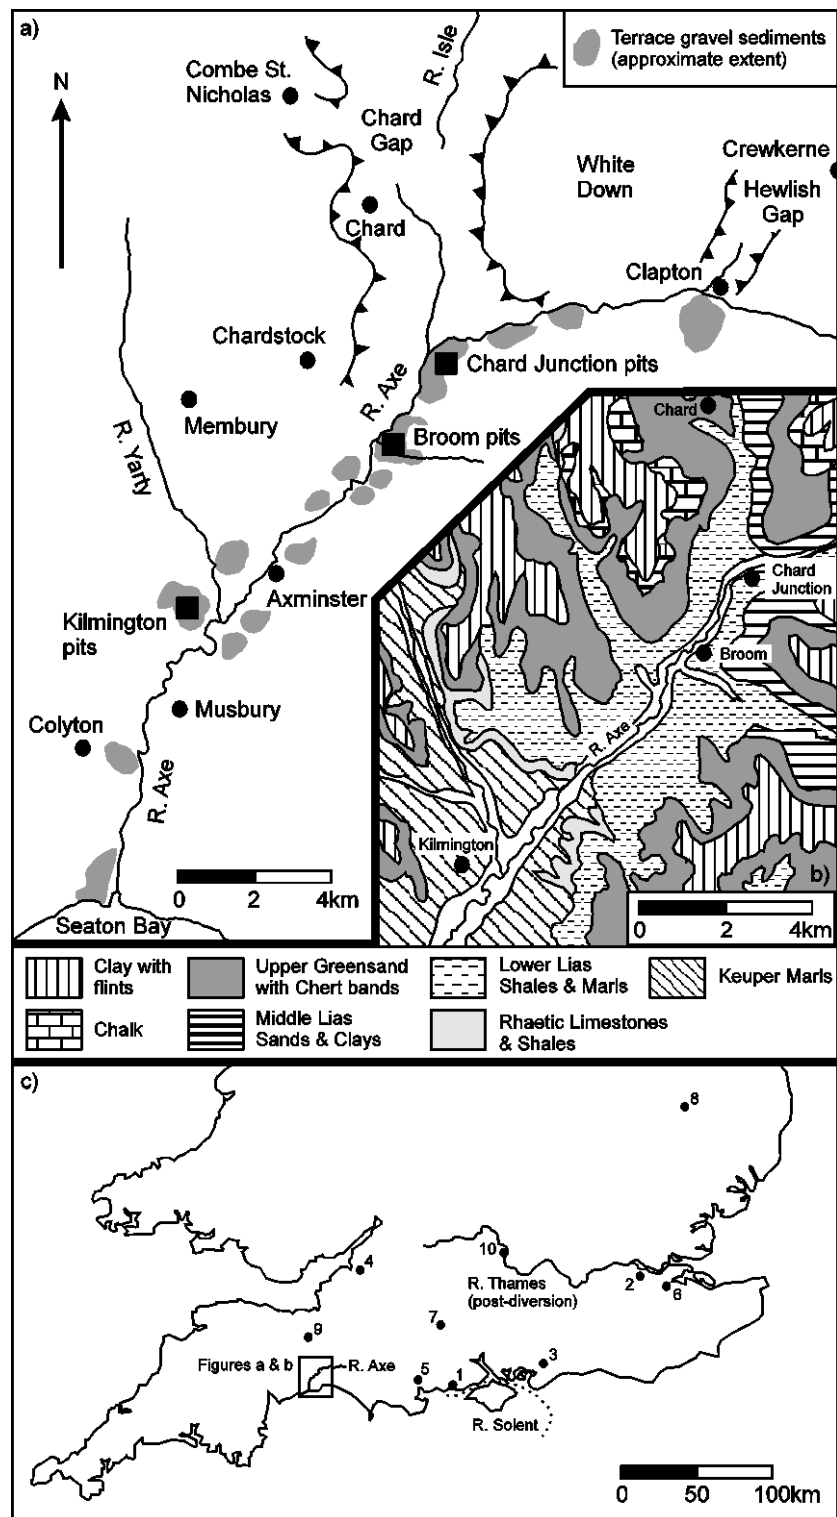 a)
Terrace gravel sediments
(approximate extent)
N
Combe St.
Nicholas
R. Isle
Chard
Gap
White
Down
Crewkerne
Hewlish
Gap
Chard
Clapton
Chardstock
R. Axe
Chard Junction pits
Membury
R. Yarty
Broom pits
Axminster
Kilmington
pits
Musbury
Colyton
R. Axe
0 2 4km
Seaton Bay
Chard
Chard
Junction
Broom
R. Axe
Kilmington
b)
0 2 4km
Clay with
flints
Upper Greensand
with Chert bands
Lower Lias
Shales & Marls
Keuper Marls
Chalk
Middle Lias
Sands & Clays
Rhaetic Limestones
& Shales
c)
8
4
10
R. Thames
(post-diversion)
2
6
7
9
Figures a & b
R. Axe
5
1
3
R. Solent
0 50 100km